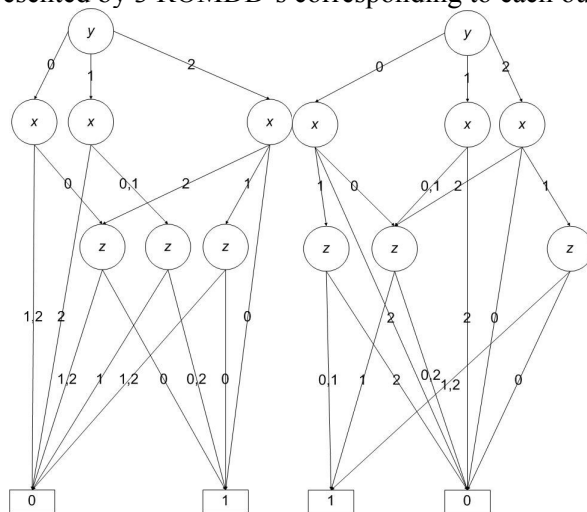 by 3 ROMDD's corresponding to each
y y
0 1 2 0 1 2
x x x x x x
0 0,1 2 1 1 0 0,1 2 1
z z z z z z
1,2 2 0 2 2 0
1,2 1 1,2 0 0,2 0 0,1 1 2 0,2 1,2 0
0 1 1 0